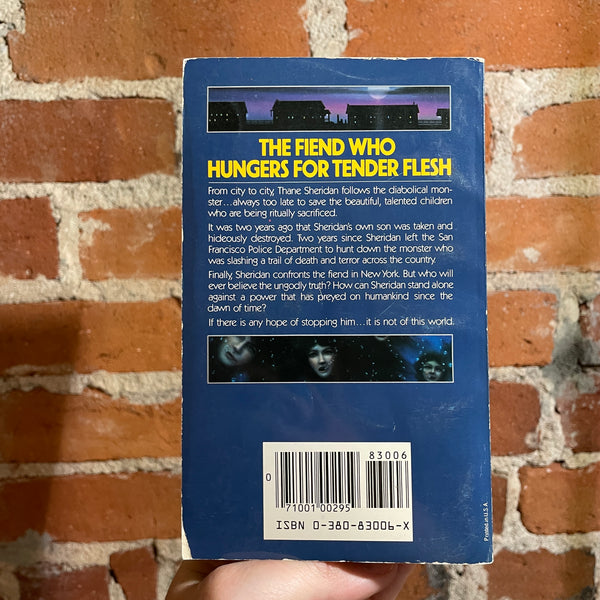 THE FIEND WHO
HUNGERS FOR TENDER FLESH
From city to city, Thane Sheridan follows the diabolical mon-
ster...always too late to save the beautiful, talented children
who are being ritually sacrificed.
It was two years ago that Sheridan's own son was taken and
hideously destroyed. Two years since Sheridan left the San
Francisco Police Department to hunt down the monster who
was slashing a trail of death and terror across the country.
Finally, Sheridan confronts the fiend in New York. But who will
ever believe the ungodly truth? How can Sheridan stand alone
against a power that has preyed on humankind since the
dawn of time?
If there is any hope of stopping him...it is not of this world.
83006
0
71001 00295
ISBN 0-380-83006-X
Printed in U.S.A.